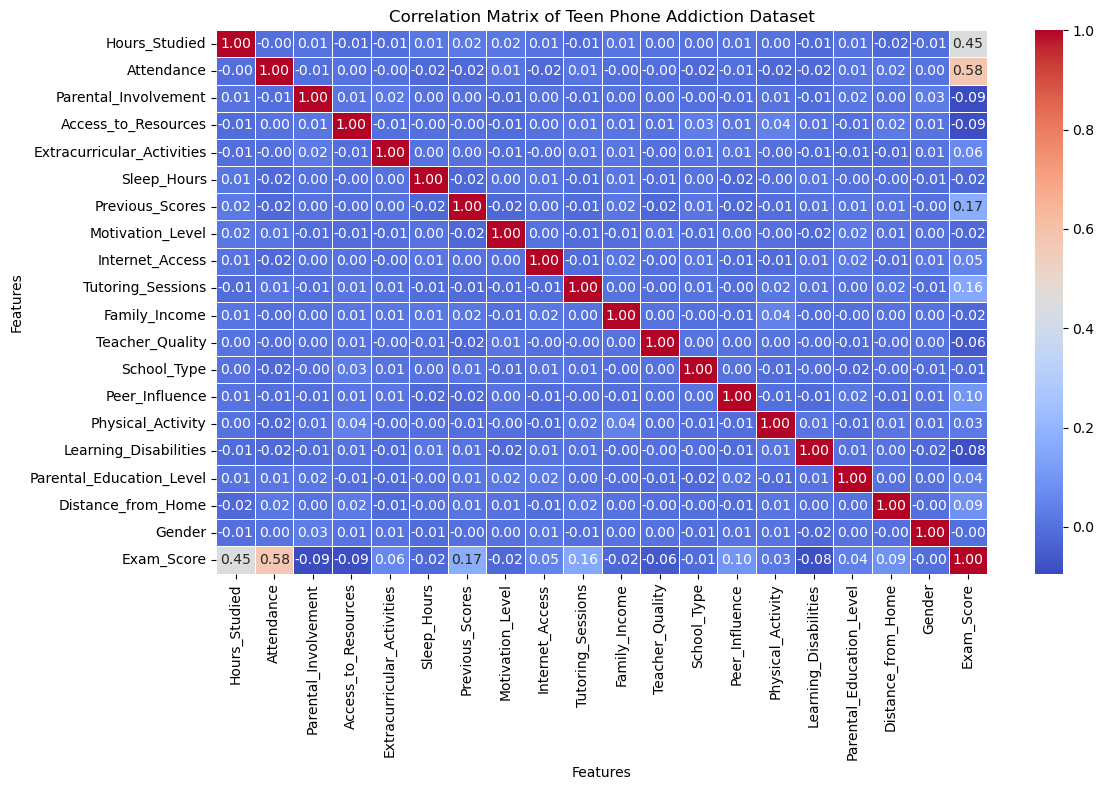 Correlation Matrix of Teen Phone Addiction Dataset
Features
Hours_Studied 1.00 -0.00 0.01 -0.01 -0.01 0.01 0.02 0.02 0.01 -0.01 0.01 0.00 0.00 0.01 0.00 -0.01 0.01 -0.02 -0.01 0.45
Attendance -0.00 1.00 -0.01 0.00 -0.00 -0.02 -0.02 0.01 -0.02 0.01 -0.00 -0.00 -0.02 -0.01 -0.02 -0.02 0.01 0.02 0.00 0.58
Parental_Involvement 0.01 -0.01 1.00 0.01 0.02 0.00 0.00 -0.01 0.00 0.01 0.00 0.00 -0.00 -0.01 0.01 -0.01 0.02 0.00 0.03 -0.09
Access_to_Resources -0.01 0.00 0.01 1.00 -0.01 -0.00 -0.00 -0.01 0.00 0.01 0.01 0.01 0.03 0.01 0.04 0.01 -0.01 0.02 0.01 -0.09
Extracurricular_Activities -0.01 -0.00 0.02 -0.01 1.00 0.00 0.00 -0.01 -0.00 0.01 0.01 -0.01 0.01 0.01 -0.00 -0.01 -0.01 -0.01 0.01 0.06
Sleep_Hours 0.01 -0.02 0.00 -0.00 0.00 1.00 -0.02 0.00 0.01 -0.01 0.01 -0.01 0.00 -0.02 -0.00 0.01 -0.00 -0.00 -0.01 -0.02
Previous_Scores 0.02 -0.02 0.00 -0.00 0.00 -0.02 1.00 -0.02 0.00 -0.01 0.02 -0.02 0.01 -0.02 -0.01 0.01 0.01 0.01 -0.00 0.17
Motivation_Level 0.02 0.01 -0.01 -0.01 -0.01 0.00 -0.02 1.00 0.00 -0.01 -0.01 0.01 -0.01 0.00 -0.00 -0.02 0.02 0.01 0.00 -0.02
Internet_Access 0.01 -0.02 0.00 0.00 -0.00 0.01 0.00 0.00 1.00 -0.01 0.02 -0.00 0.01 -0.01 -0.01 0.01 0.02 -0.01 0.01 0.05
Tutoring_Sessions -0.01 0.01 0.01 0.01 0.01 -0.01 -0.01 -0.01 -0.01 1.00 0.00 -0.00 0.01 -0.00 0.02 0.01 0.00 0.02 -0.01 0.16
Family_Income 0.01 -0.00 0.00 0.01 0.01 0.01 0.02 -0.01 0.02 0.00 1.00 0.00 -0.00 -0.01 0.04 -0.00 -0.00 0.00 0.00 -0.02
Teacher_Quality 0.00 -0.00 0.00 0.01 -0.01 -0.01 -0.02 0.01 -0.00 -0.00 0.00 1.00 0.00 0.00 0.00 -0.01 -0.00 -0.01 0.01 -0.06
School_Type 0.00 -0.02 -0.00 0.03 0.01 0.00 0.01 -0.01 0.01 0.01 -0.00 0.00 1.00 0.00 -0.01 -0.00 -0.02 -0.01 -0.01 -0.01
Peer_Influence 0.01 -0.01 -0.01 0.01 0.01 -0.02 -0.02 0.00 -0.01 -0.00 -0.01 0.00 0.00 1.00 -0.01 -0.01 0.02 -0.01 0.01 0.10
Physical_Activity 0.00 -0.02 0.01 0.04 -0.00 -0.00 -0.01 -0.00 -0.01 0.02 0.04 0.00 -0.01 -0.01 1.00 0.01 -0.01 0.01 0.01 0.03
Learning_Disabilities -0.01 -0.02 -0.01 0.01 -0.01 0.01 0.01 -0.02 0.01 0.01 -0.00 -0.01 -0.00 -0.01 0.01 1.00 0.01 0.00 -0.02 -0.08
Parental_Education_Level 0.01 0.01 0.02 -0.01 -0.01 -0.00 0.01 0.02 0.02 0.00 -0.00 -0.00 -0.02 0.02 -0.01 0.01 1.00 0.00 0.00 0.04
Distance_from_Home -0.02 0.02 0.00 0.02 -0.01 -0.00 0.01 0.01 -0.01 0.02 0.00 -0.01 -0.01 -0.01 0.01 0.00 0.00 1.00 -0.00 0.09
Gender -0.01 0.00 0.03 0.01 0.01 -0.01 -0.00 0.00 0.01 -0.01 0.00 0.01 -0.01 0.01 0.01 -0.02 0.00 -0.00 1.00 -0.00
Exam_Score 0.45 0.58 -0.09 -0.09 0.06 -0.02 0.17 -0.02 0.05 0.16 -0.02 -0.06 -0.01 0.10 0.03 -0.08 0.04 0.09 -0.00 1.00
Hours_Studied
Attendance
Parental_Involvement
Access_to_Resources
Extracurricular_Activities
Sleep_Hours
Previous_Scores
Motivation_Level
Internet_Access
Tutoring_Sessions
Family_Income
Teacher_Quality
School_Type
Peer_Influence
Physical_Activity
Learning_Disabilities
Parental_Education_Level
Distance_from_Home
Gender
Exam_Score
Features
1.0
0.8
0.6
0.4
0.2
0.0